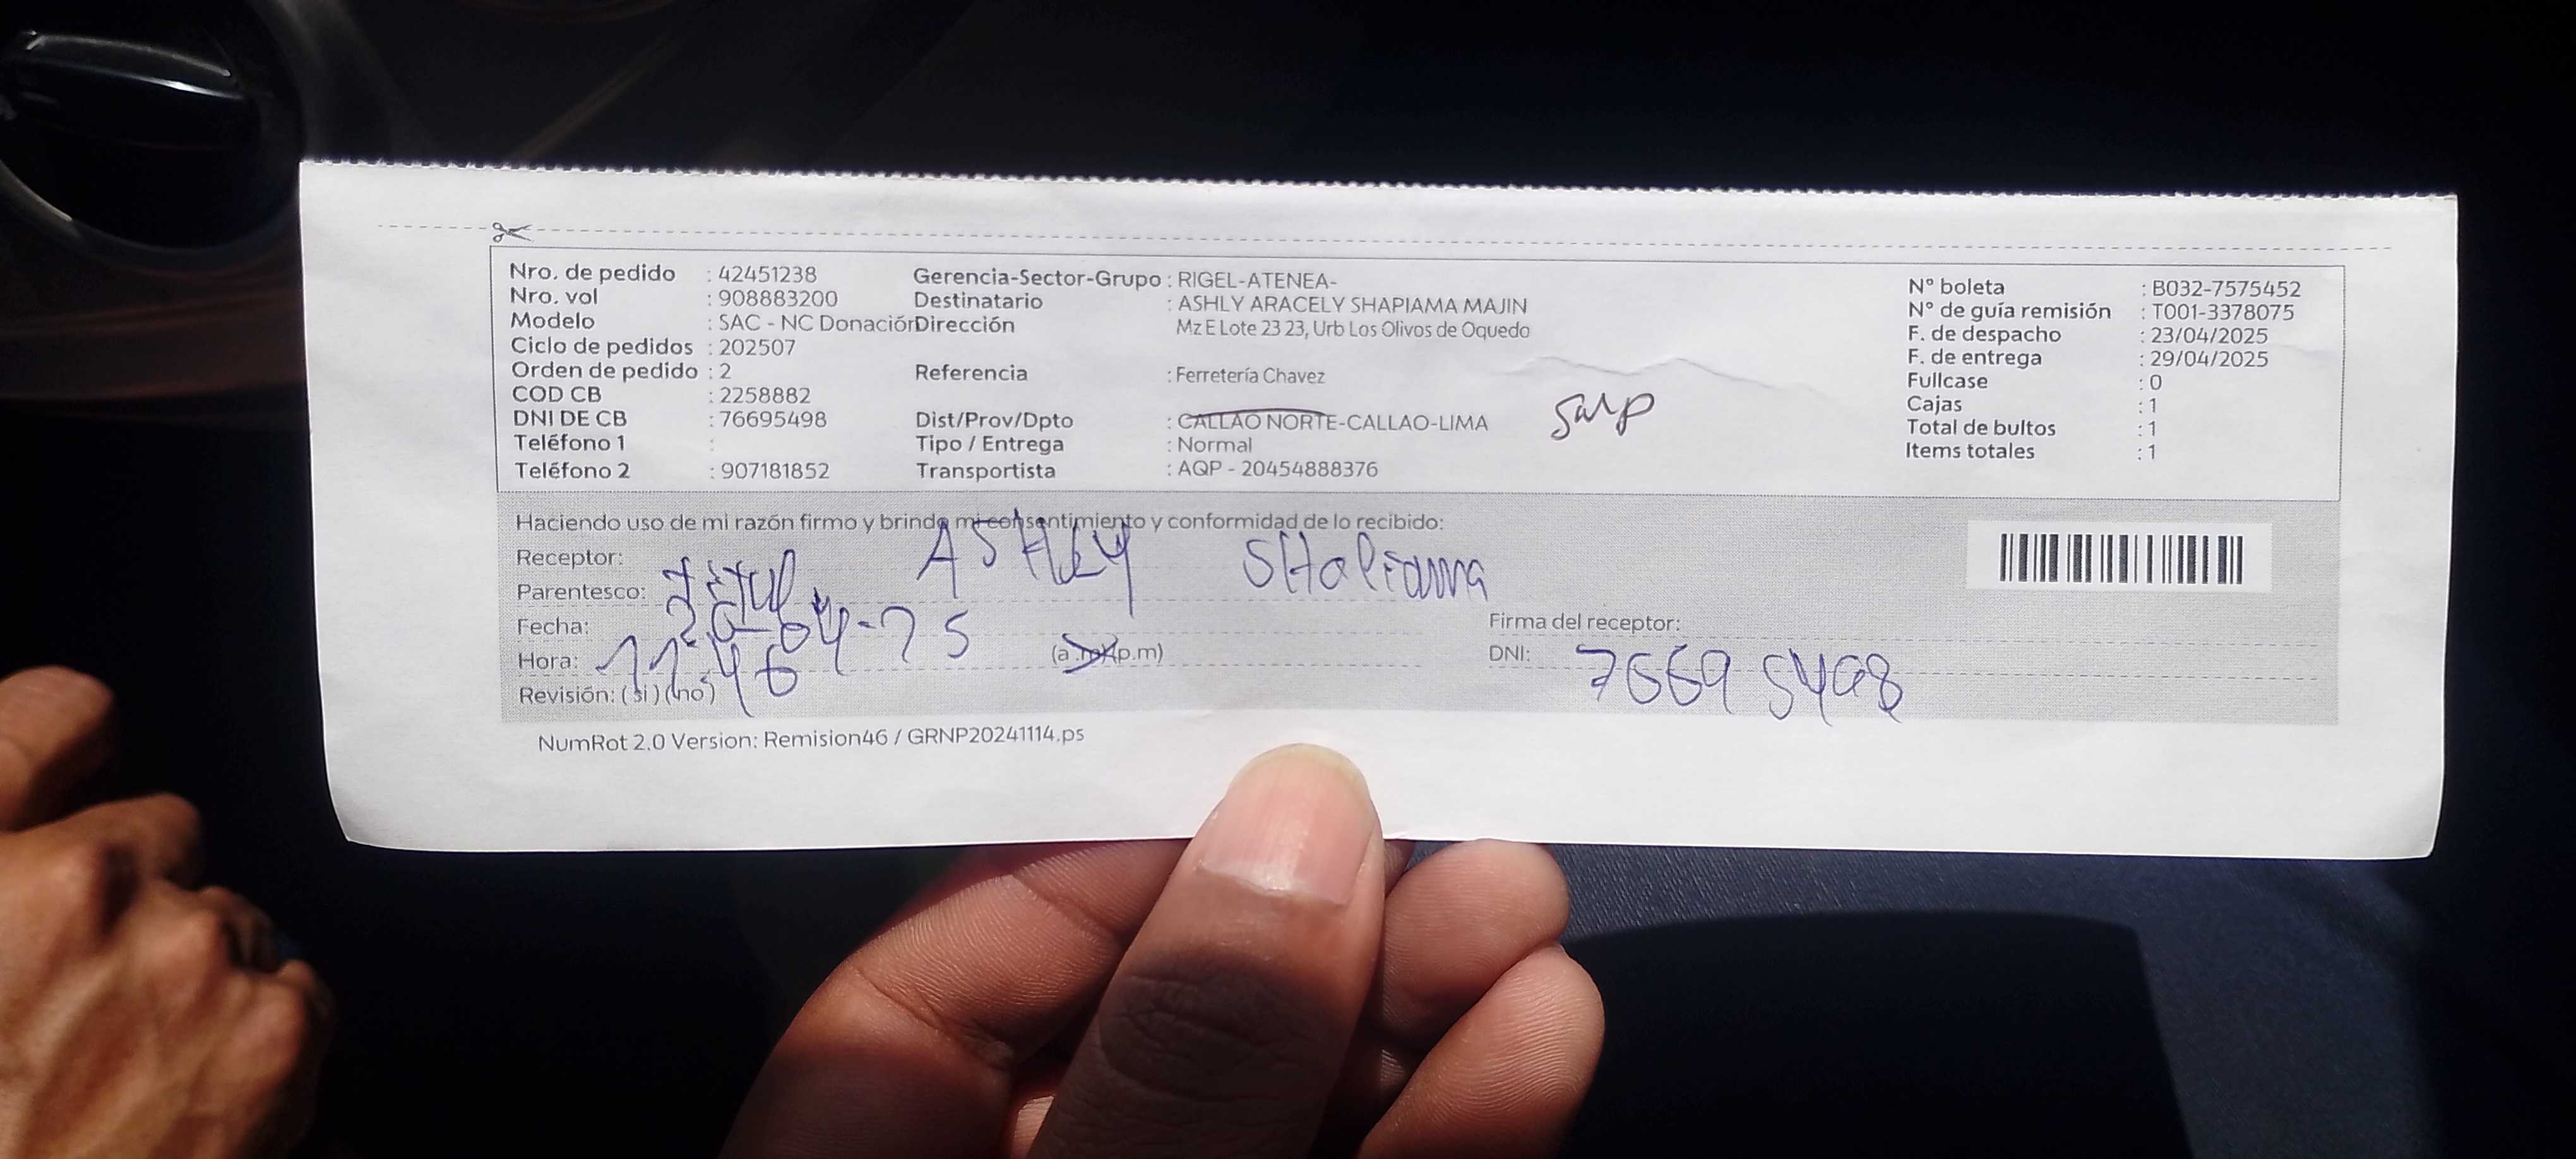 Nro. de pedido : 42451238 Gerencia-Sector-Grupo : RIGEL-ATENEA- N° boleta : B032-7575452
Nro. vol : 908883200 Destinatario : ASHLY ARACELY SHAPIAMA MAJIN N° de guía remisión : T001-3378075
Modelo : SAC - NC Donación Dirección Mz E Lote 23 23, Urb Los Olivos de Oquedo F. de despacho : 23/04/2025
Ciclo de pedidos : 202507 F. de entrega : 29/04/2025
Orden de pedido : 2 Referencia : Ferretería Chavez Fullcase : 0
COD CB : 2258882 Cajas : 1
DNI DE CB : 76695498 Dist/Prov/Dpto : CALLAO NORTE-CALLAO-LIMA Total de bultos : 1
Teléfono 1 : Tipo / Entrega : Normal Items totales : 1
Teléfono 2 : 907181852 Transportista : AQP - 20454888376
Haciendo uso de mi razón firmo y brindo mi consentimiento y conformidad de lo recibido:
Receptor: ASHLY
Parentesco:
Fecha: Firma del receptor:
Hora: 11:46 (a.m)(p.m) DNI: 76695498
Revisión: (si) (no)
NumRot 2.0 Version: Remision46 / GRNP20241114.ps